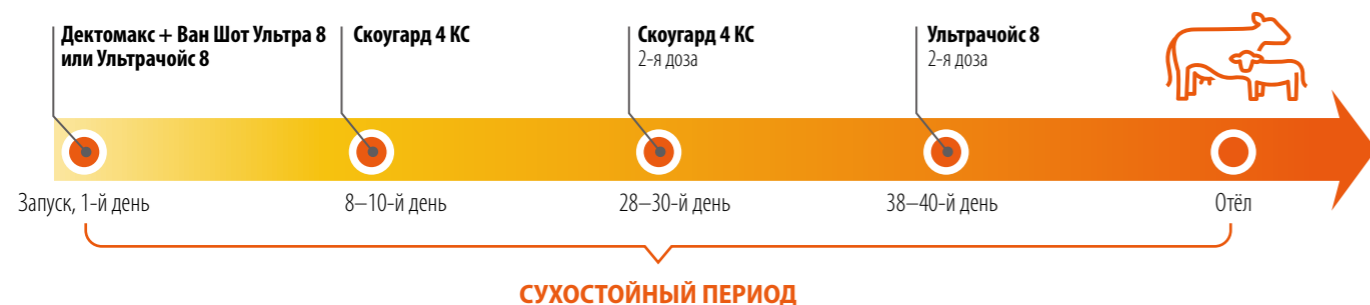 Дектомакс + Ван Шот Ультра 8
или Ультрачойс 8
Скоугард 4 КС
Скоугард 4 КС
2-я доза
Ультрачойс 8
2-я доза
Запуск, 1-й день
8–10-й день
28–30-й день
38–40-й день
Отёл
СУХОСТОЙНЫЙ ПЕРИОД